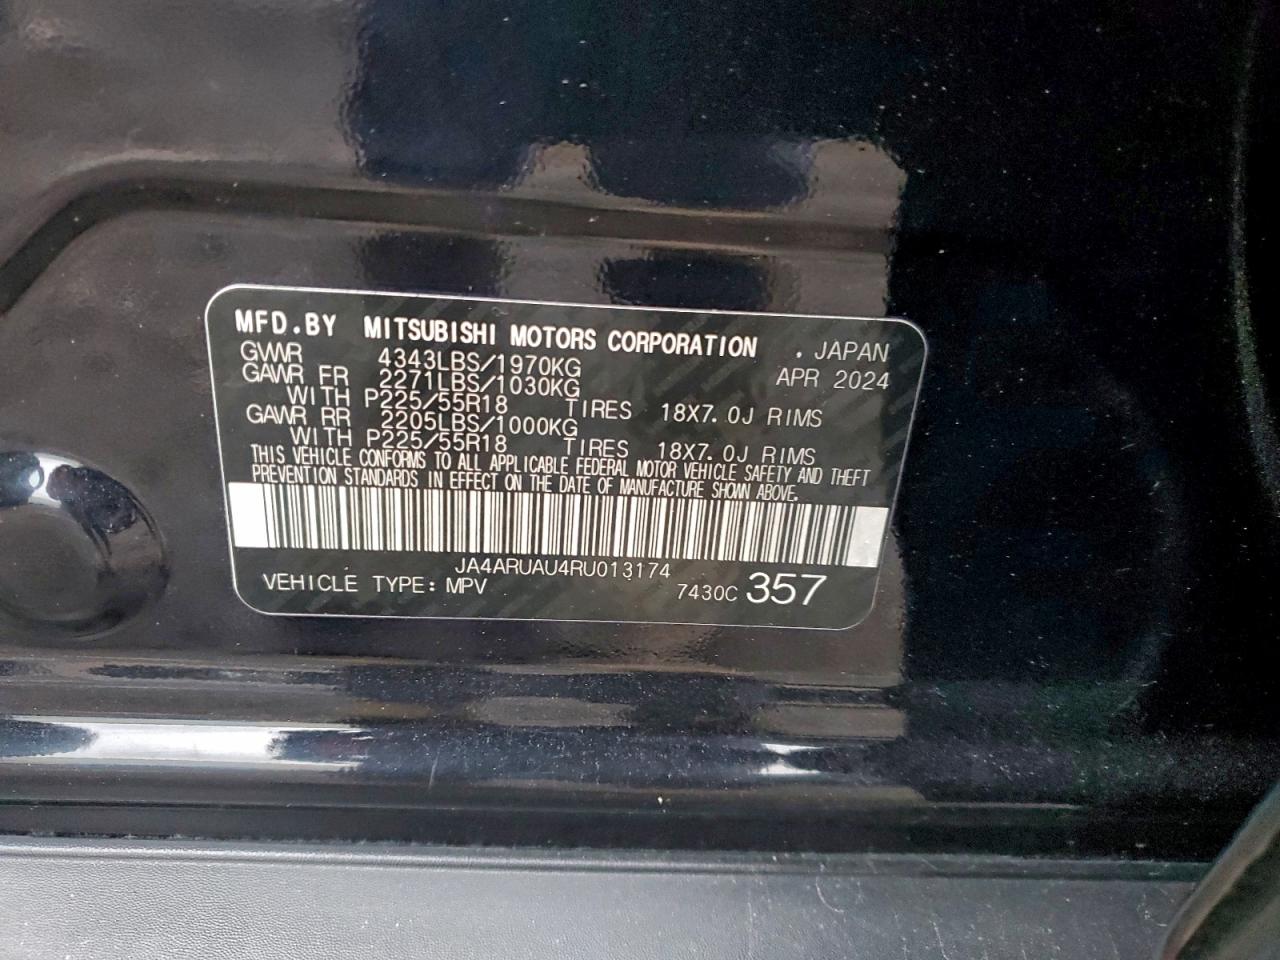 MFD.BY MITSUBISHI MOTORS CORPORATION . JAPAN
GVWR 4343LBS/1970KG APR 2024
GAWR FR 2271LBS/1030KG
WITH P225/55R18 TIRES 18X7.0J RIMS
GAWR RR 2205LBS/1000KG
WITH P225/55R18 TIRES 18X7.0J RIMS
THIS VEHICLE CONFORMS TO ALL APPLICABLE FEDERAL MOTOR VEHICLE SAFETY AND THEFT
PREVENTION STANDARDS IN EFFECT ON THE DATE OF MANUFACTURE SHOWN ABOVE.
JA4ARUAU4RU013174
VEHICLE TYPE: MPV 7430C 357